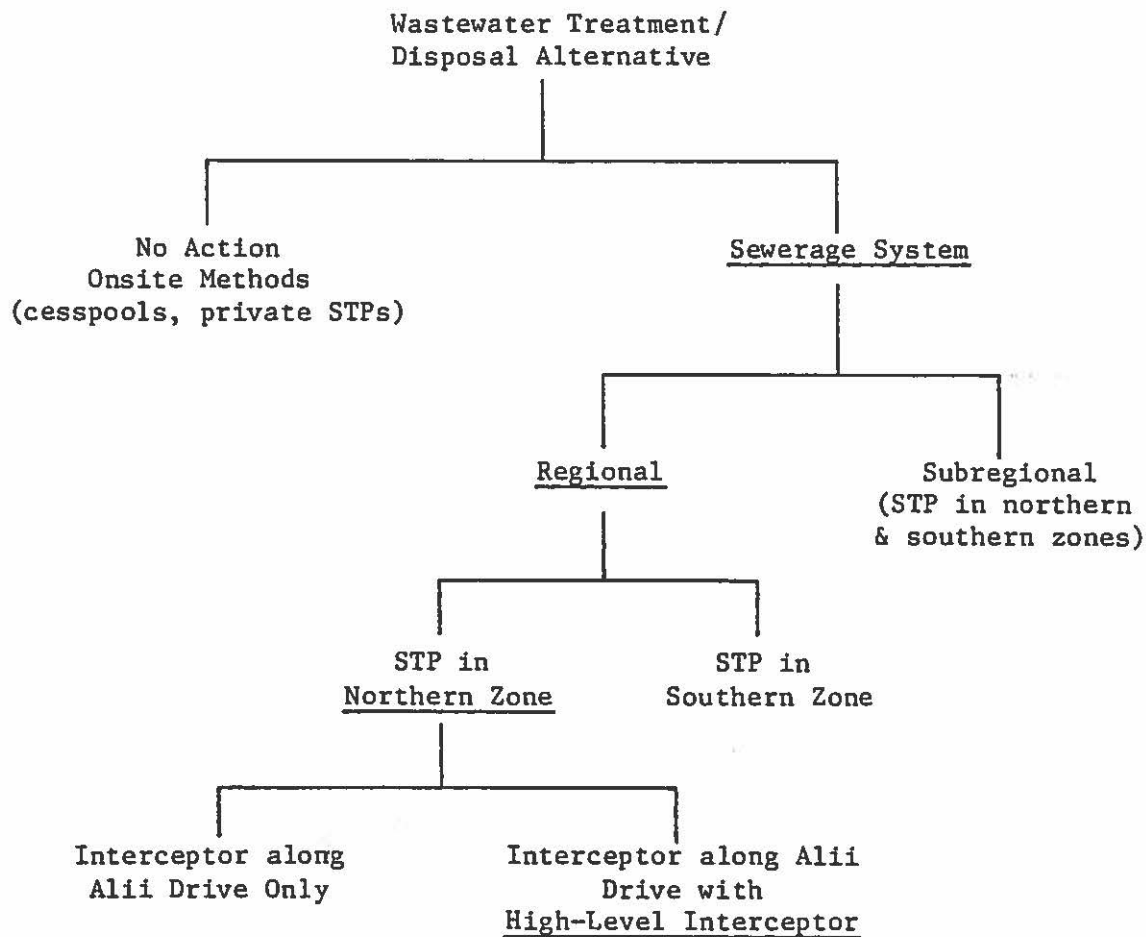 Wastewater Treatment/
Disposal Alternative
No Action
Onsite Methods
(cesspools, private STPs)
Sewerage System
Regional
Subregional
(STP in northern
& southern zones)
STP in
Northern Zone
STP in
Southern Zone
Interceptor along
Alii Drive Only
Interceptor along Alii
Drive with
High-Level Interceptor